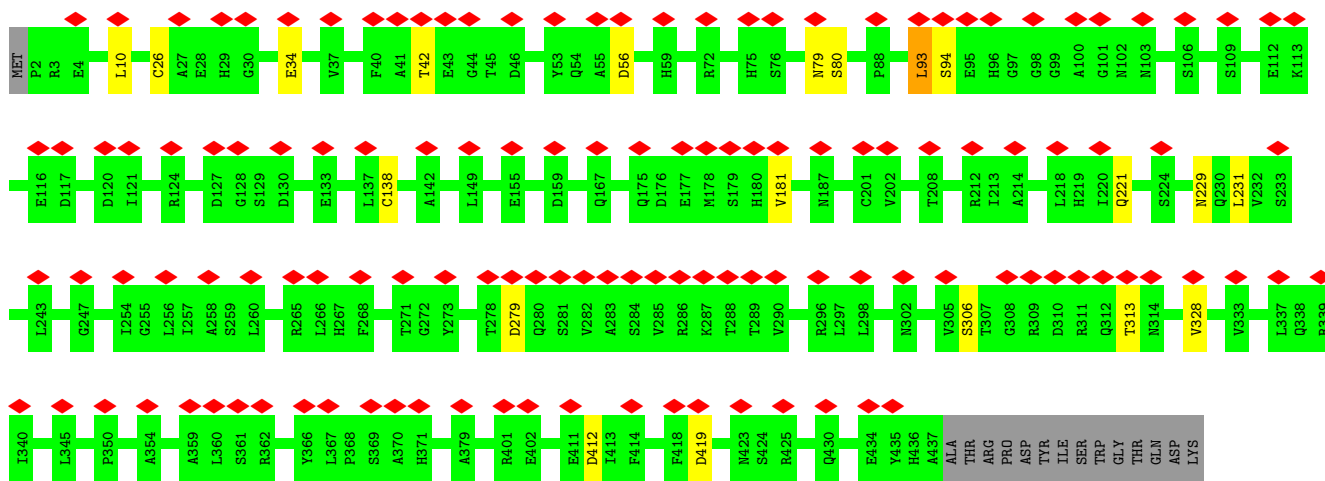 MET P2 R3 E4 L10 C26 A27 E28 H29 G30 E34 V37 F40 A41 T42 E43 G44 T45 D46 Y53 Q54 A55 D56 H59 R72 H75 S76 N79 S80 P88 L93 S94 E95 H96 G97 G98 G99 A100 G101 N102 N103 S106 S109 E112 K113
E116 D117 D120 I121 R124 D127 G128 S129 D130 E133 L137 C138 A142 L149 E155 D159 Q167 Q175 D176 E177 M178 S179 H180 V181 N187 C201 V202 T208 R212 I213 A214 L218 H219 I220 Q221 S224 N229 Q230 L231 V232 S233
L243 G247 I254 G255 L256 I257 A258 S259 L260 R265 L266 H267 F268 T271 G272 Y273 T278 D279 Q280 S281 V282 A283 S284 V285 R286 K287 T288 T289 V290 R296 L297 L298 N302 V305 S306 T307 G308 R309 D310 R311 Q312 T313 N314 V328 V333 L337 Q338 R339
I340 L345 P350 A354 A359 L360 S361 R362 Y366 L367 P368 S369 A370 H371 A379 R401 E402 E411 D412 I413 F414 F418 D419 N423 S424 R425 Q430 E434 Y435 H436 A437 ALA THR ARG PRO ASP TYR ILE SER TRP GLY THR GLN ASP LYS